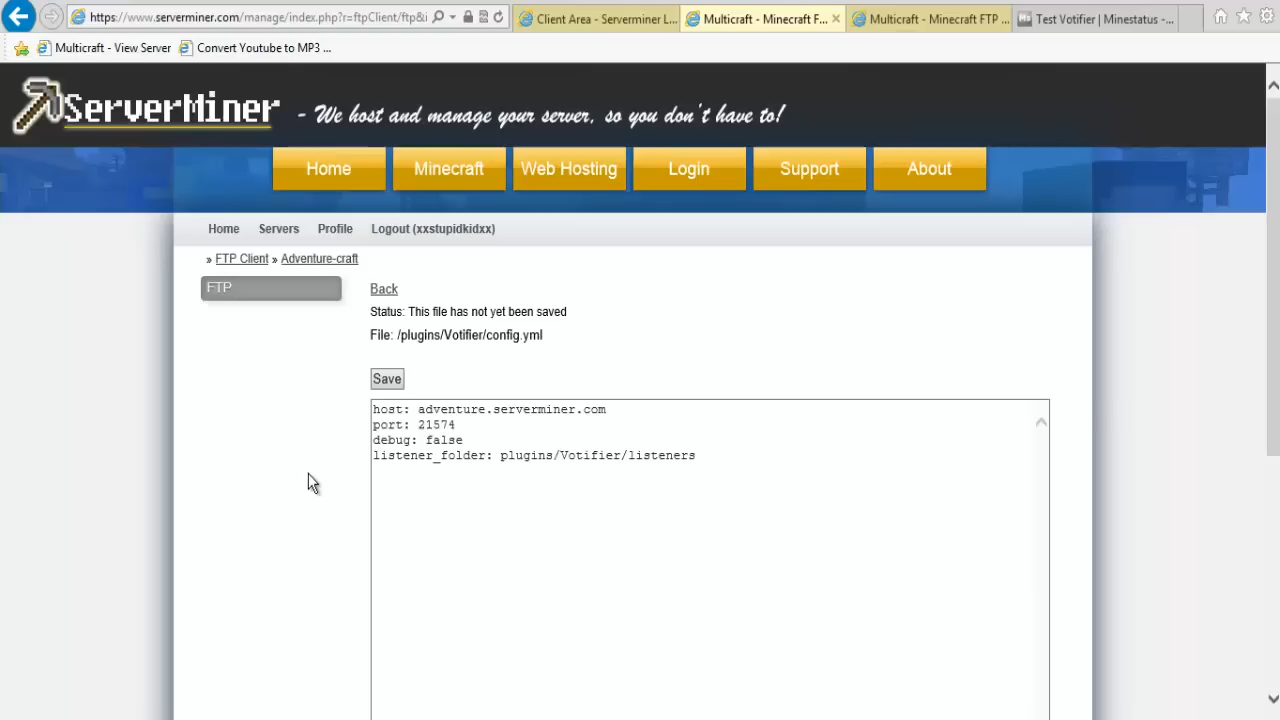 https://www.serverminer.com/manage/index.php?r=ftpClient/ftp&i
Client Area - Serverminer L...
Multicraft - Minecraft F...
Multicraft - Minecraft FTP ...
Test Votifier | Minestatus -...
Multicraft - View Server
Convert Youtube to MP3 ...
ServerMiner - We host and manage your server, so you don't have to!
Home Minecraft Web Hosting Login Support About
Home Servers Profile Logout (xxstupidkidxx)
» FTP Client » Adventure-craft
FTP
Back
Status: This file has not yet been saved
File: /plugins/Votifier/config.yml
Save
host: adventure.serverminer.com
port: 21574
debug: false
listener_folder: plugins/Votifier/listeners